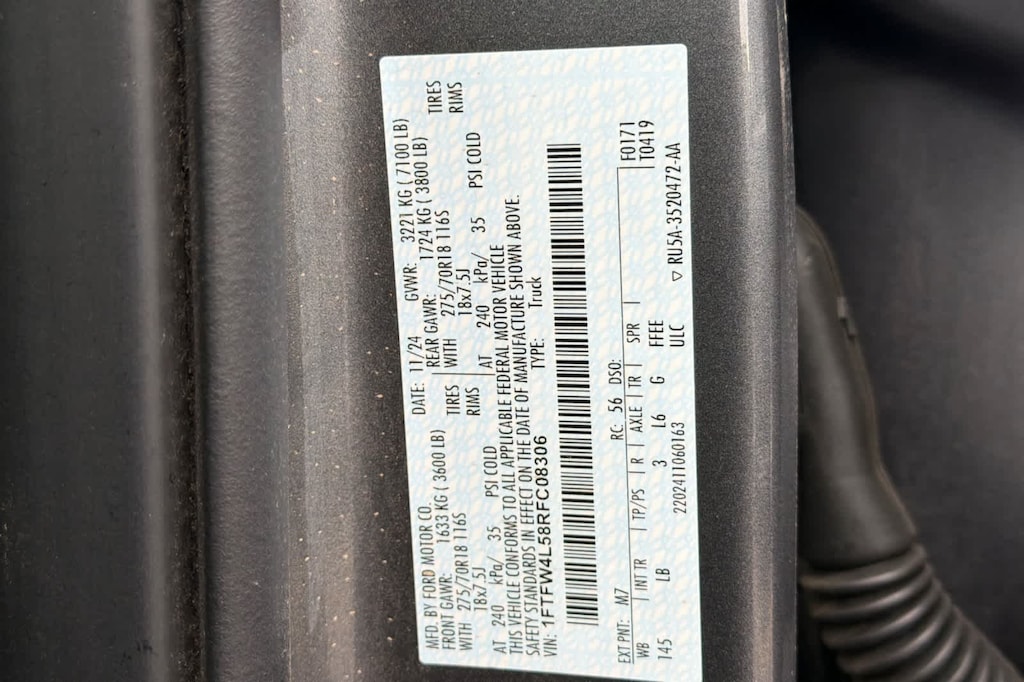 MFD. BY FORD MOTOR CO.
DATE: 11/24 GVWR: 3221 KG ( 7100 LB)
FRONT GAWR: 1633 KG ( 3600 LB)
REAR GAWR: 1724 KG ( 3800 LB)
WITH 275/70R18 116S TIRES
WITH 275/70R18 116S TIRES
18x7.5J RIMS
18x7.5J RIMS
AT 240 kPa/ 35 PSI COLD
AT 240 kPa/ 35 PSI COLD
THIS VEHICLE CONFORMS TO ALL APPLICABLE FEDERAL MOTOR VEHICLE
SAFETY STANDARDS IN EFFECT ON THE DATE OF MANUFACTURE SHOWN ABOVE.
VIN: 1FTFW4L58RFC08306 TYPE: Truck
EXT PNT: M7 RC: 56 DSO: F0171
WB INT TR TP/PS R AXLE TR SPR T0419
145 LB 3 L6 G FFEE
2202411060163 ULC ▽ RU5A-3520472-AA